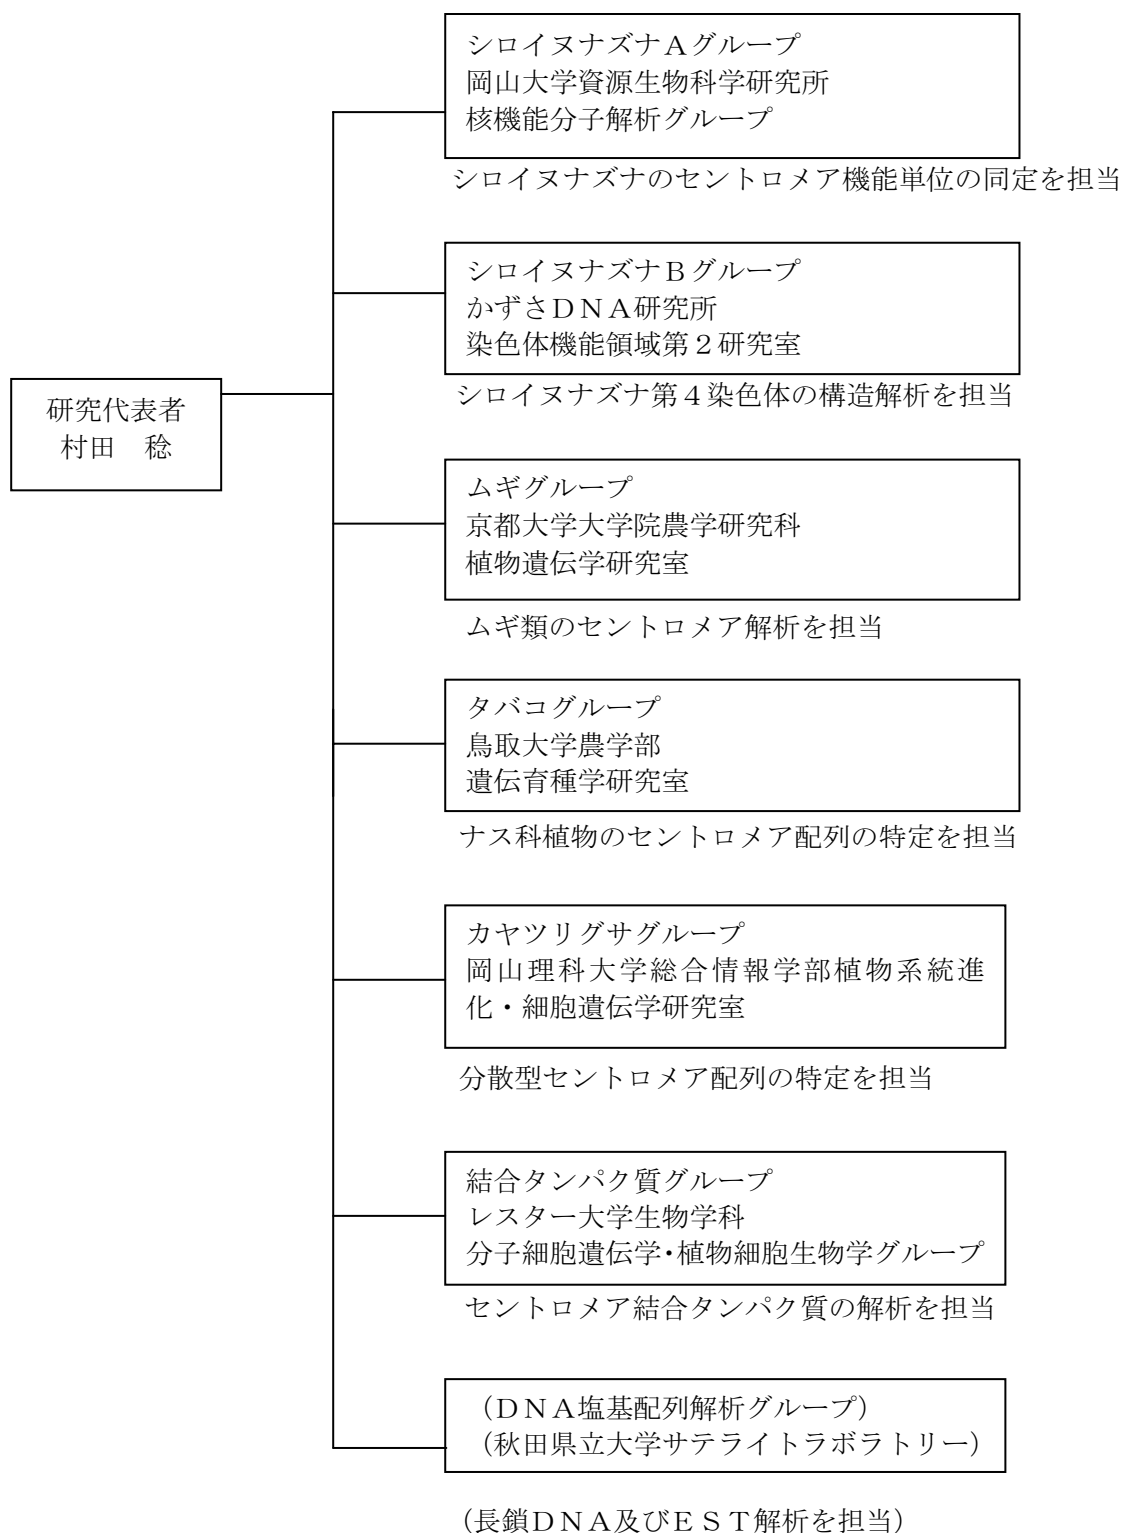 シロイヌナズナＡグループ
岡山大学資源生物科学研究所
核機能分子解析グループ
シロイヌナズナのセントロメア機能単位の同定を担当
シロイヌナズナＢグループ
かずさＤＮＡ研究所
染色体機能領域第２研究室
シロイヌナズナ第４染色体の構造解析を担当
研究代表者
村田　稔
ムギグループ
京都大学大学院農学研究科
植物遺伝学研究室
ムギ類のセントロメア解析を担当
タバコグループ
鳥取大学農学部
遺伝育種学研究室
ナス科植物のセントロメア配列の特定を担当
カヤツリグサグループ
岡山理科大学総合情報学部植物系統進
化・細胞遺伝学研究室
分散型セントロメア配列の特定を担当
結合タンパク質グループ
レスター大学生物学科
分子細胞遺伝学・植物細胞生物学グループ
セントロメア結合タンパク質の解析を担当
（ＤＮＡ塩基配列解析グループ）
（秋田県立大学サテライトラボラトリー）
（長鎖ＤＮＡ及びＥＳＴ解析を担当）